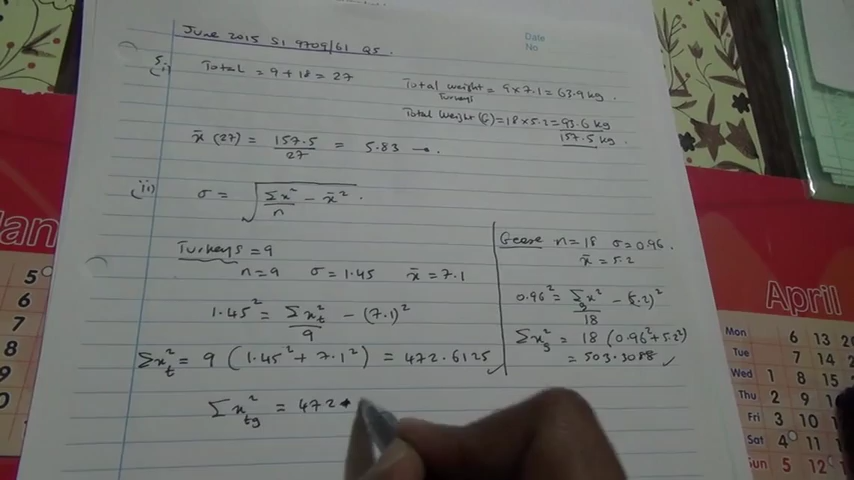 June 2015 S1 9709/61 Q5.
Date
No
5.
(i) Total = 9 + 18 = 27
Total weight = 9 x 7.1 = 63.9 kg.
Turkeys
Total weight (G) = 18 x 5.2 = 93.6 kg
157.5 kg.
x̄ (27) = 157.5 / 27 = 5.83 →.
(ii) σ = √(Σx²/n - x̄²).
Turkeys = 9
n = 9 σ = 1.45 x̄ = 7.1
1.45² = Σx_t²/9 - (7.1)²
Σx_t² = 9 (1.45² + 7.1²) = 472.6125 ✓
Geese n = 18 σ = 0.96.
x̄ = 5.2
0.96² = Σ_g x²/18 - (5.2)²
Σx_g² = 18 (0.96² + 5.2²)
= 503.3088 ✓
Σx_tg² = 472.
an
5
6
7
8
9
April
Mon 6 13 20
Tue 7 14
Wed 1 8 15
Thu 2 9
Fri 3 10
Sat 4 11
Sun 5 12